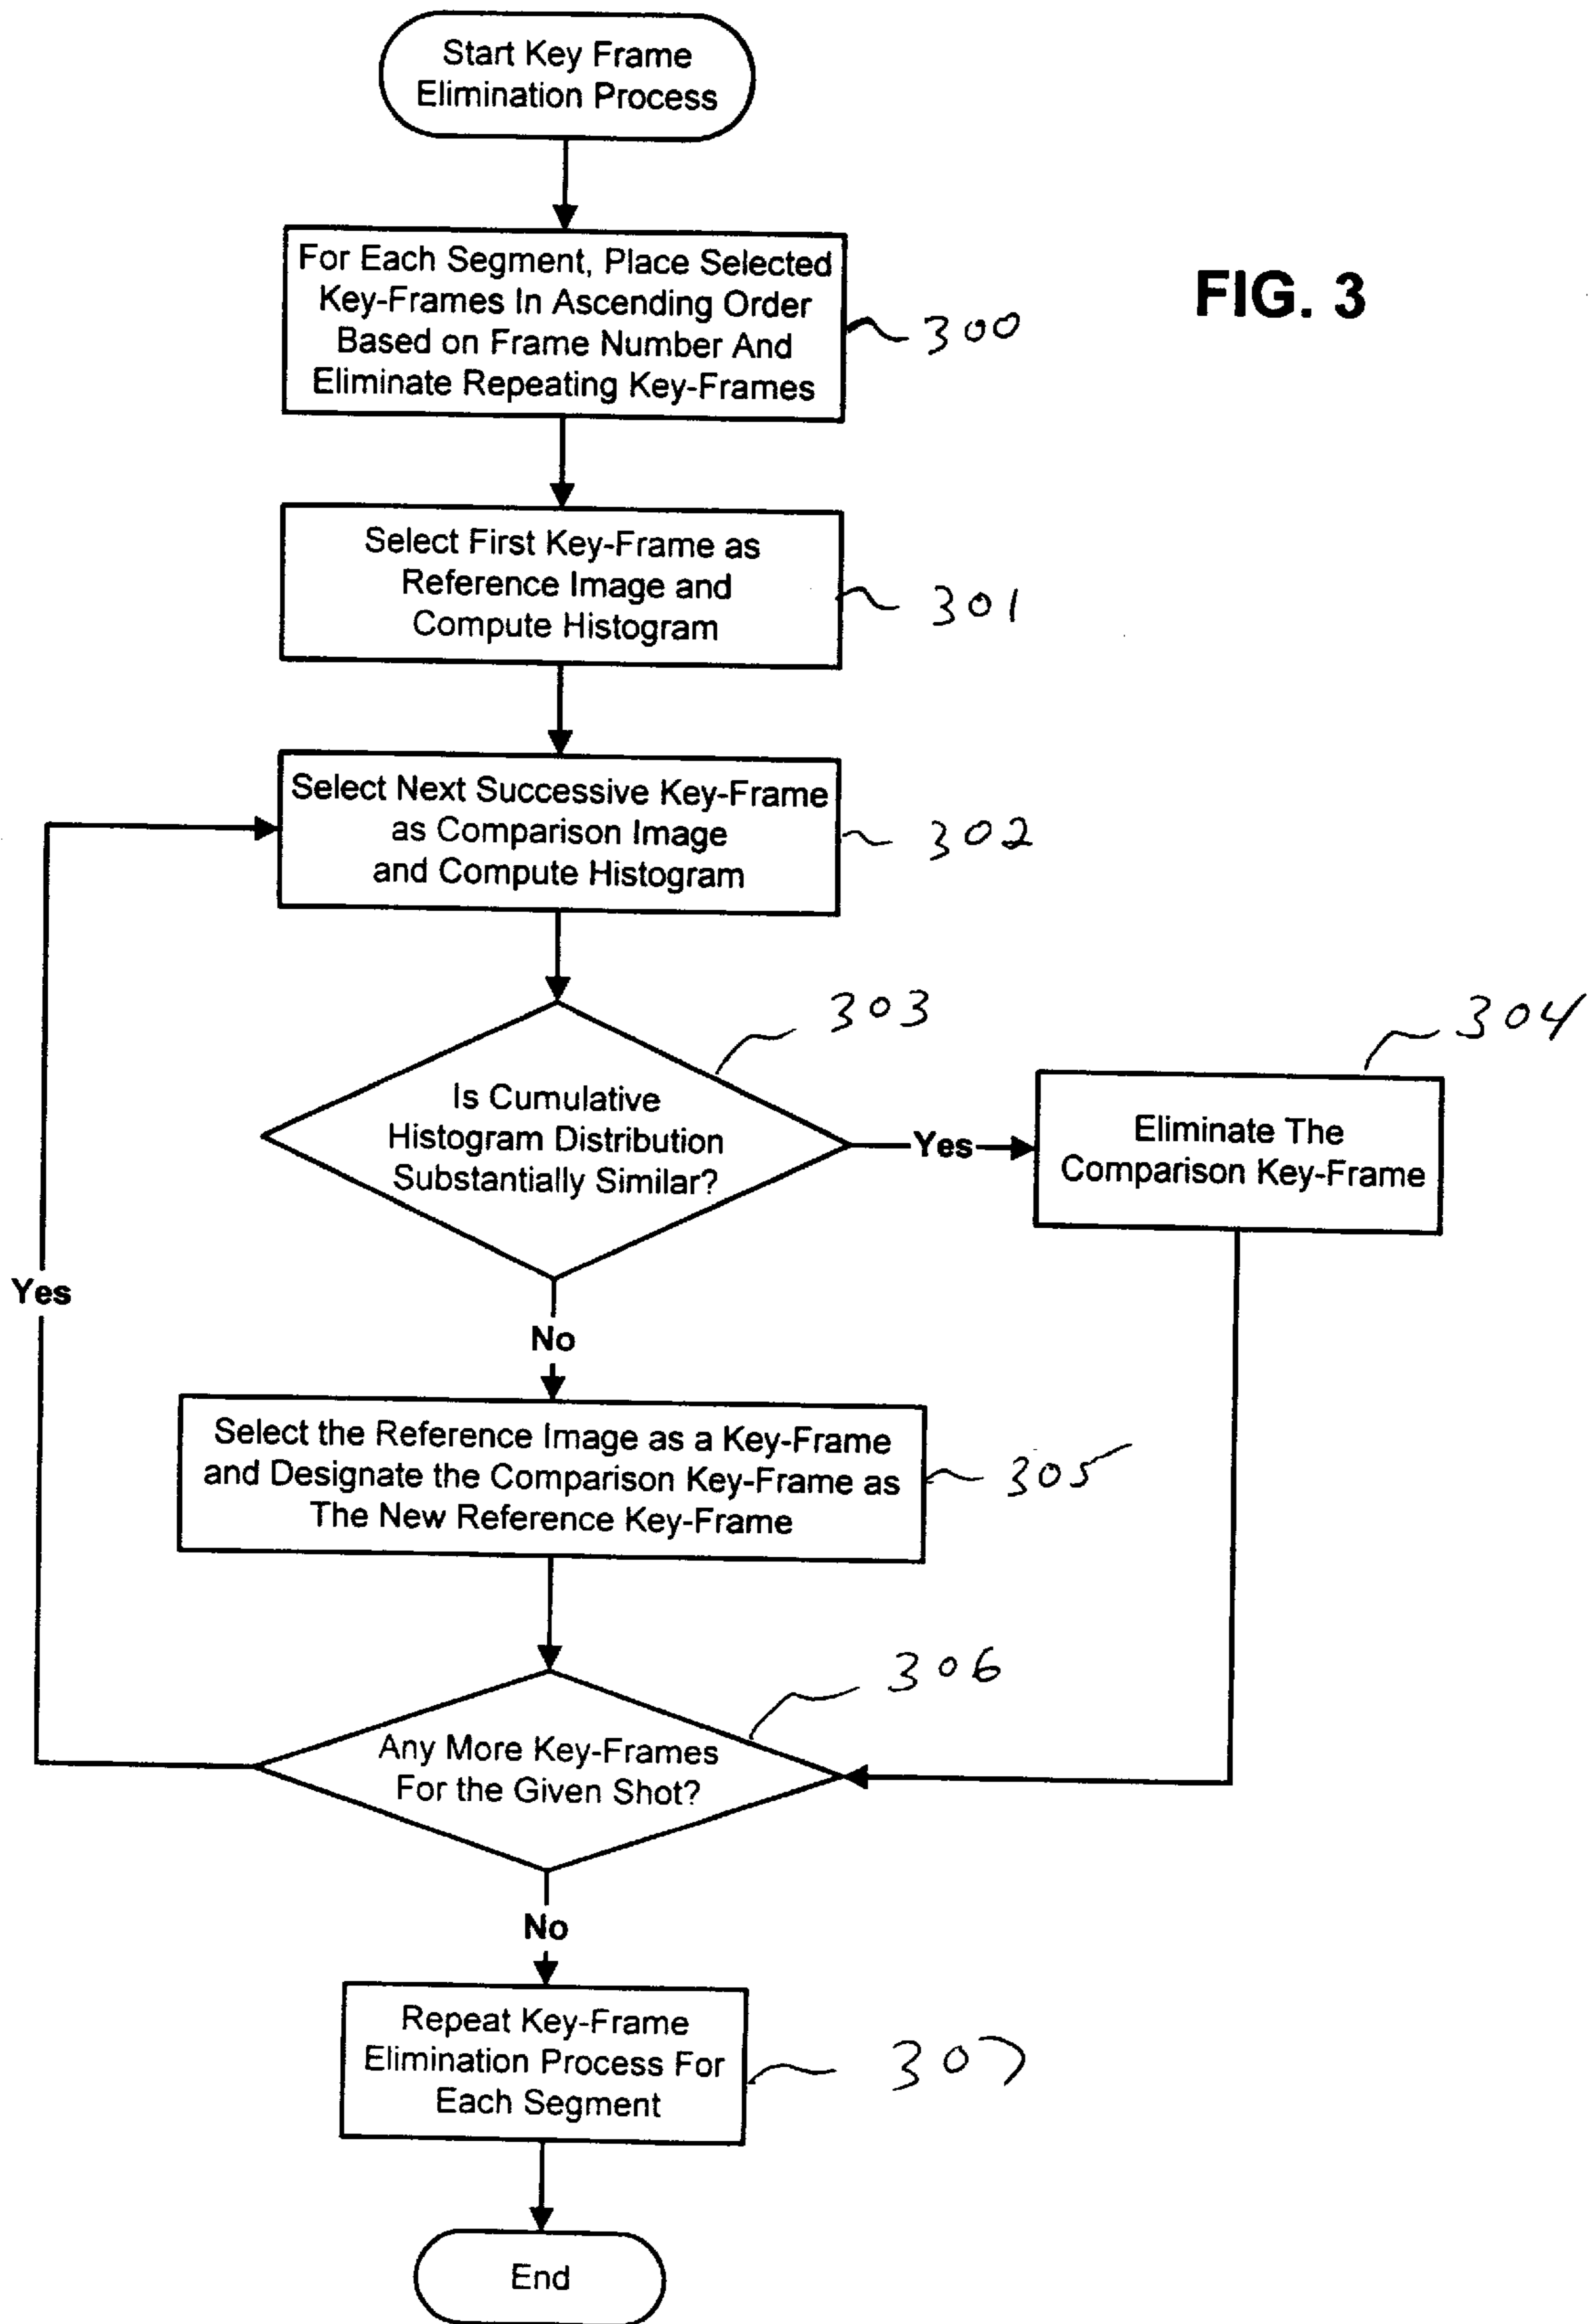 Start Key Frame
Elimination Process
FIG. 3
For Each Segment, Place Selected
Key-Frames In Ascending Order
Based on Frame Number And
Eliminate Repeating Key-Frames
300
Select First Key-Frame as
Reference Image and
Compute Histogram
301
Select Next Successive Key-Frame
as Comparison Image
and Compute Histogram
302
303
Is Cumulative
Histogram Distribution
Substantially Similar?
Yes
304
Eliminate The
Comparison Key-Frame
Yes
No
Select the Reference Image as a Key-Frame
and Designate the Comparison Key-Frame as
The New Reference Key-Frame
305
306
Any More Key-Frames
For the Given Shot?
No
Repeat Key-Frame
Elimination Process For
Each Segment
307
End